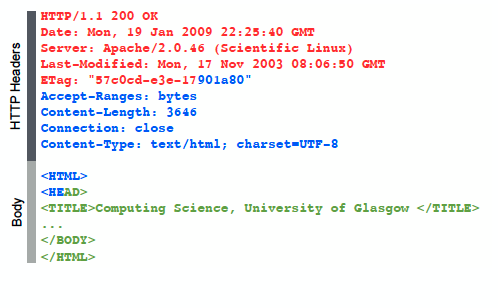 HTTP Headers
HTTP/1.1 200 OK
Date: Mon, 19 Jan 2009 22:25:40 GMT
Server: Apache/2.0.46 (Scientific Linux)
Last-Modified: Mon, 17 Nov 2003 08:06:50 GMT
ETag: "57c0cd-e3e-17901a80"
Accept-Ranges: bytes
Content-Length: 3646
Connection: close
Content-Type: text/html; charset=UTF-8
Body
<HTML>
<HEAD>
<TITLE>Computing Science, University of Glasgow </TITLE>
...
</BODY>
</HTML>